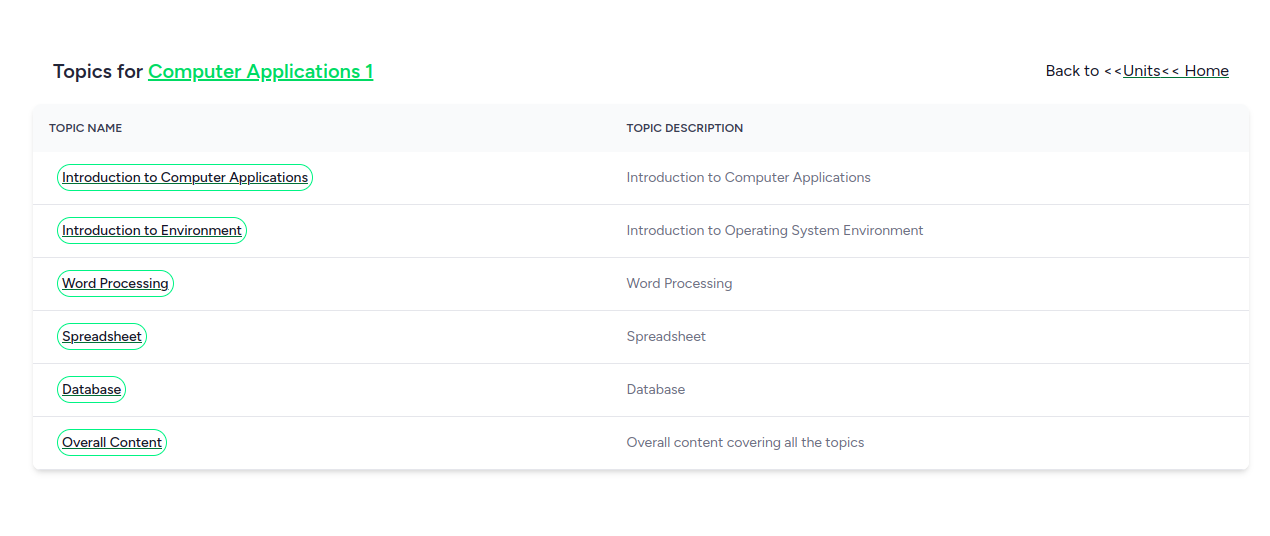 Topics for Computer Applications 1
Back to <<Units<< Home
TOPIC NAME TOPIC DESCRIPTION
Introduction to Computer Applications Introduction to Computer Applications
Introduction to Environment Introduction to Operating System Environment
Word Processing Word Processing
Spreadsheet Spreadsheet
Database Database
Overall Content Overall content covering all the topics